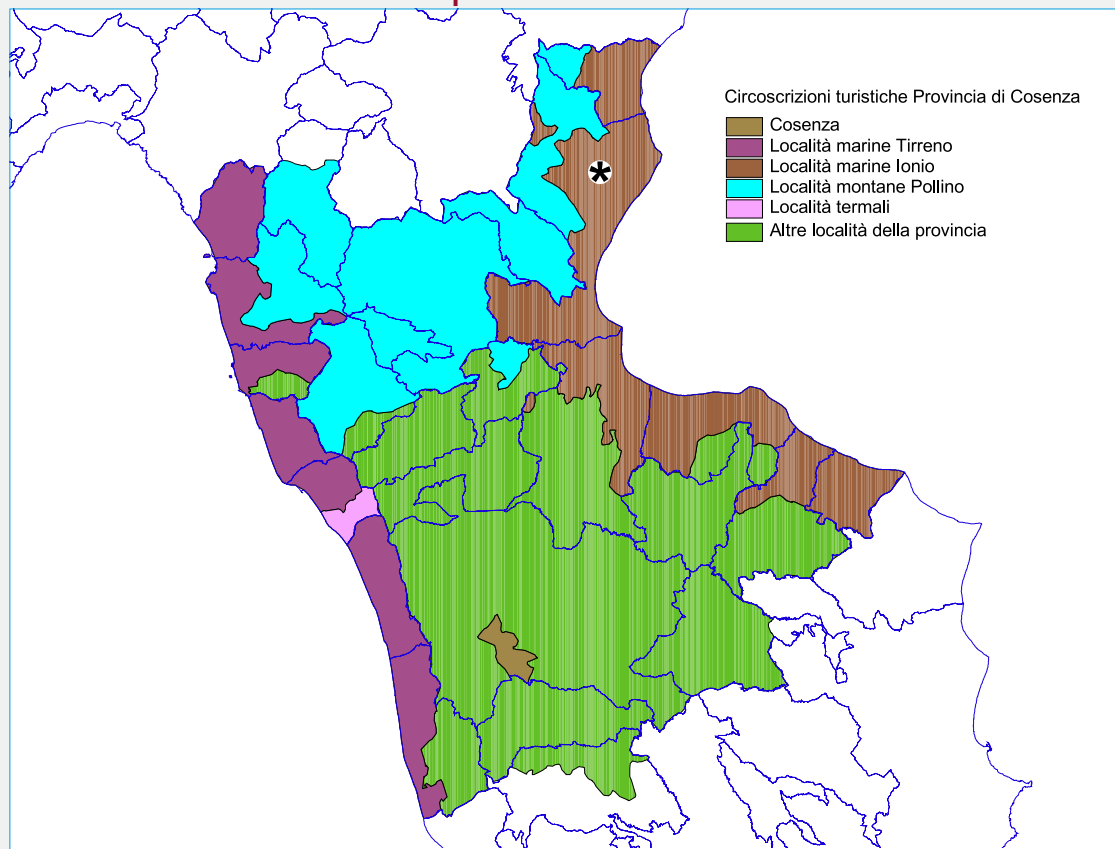 Circoscrizioni turistiche Provincia di Cosenza
Cosenza
Località marine Tirreno
Località marine Ionio
Località montane Pollino
Località termali
Altre località della provincia
*